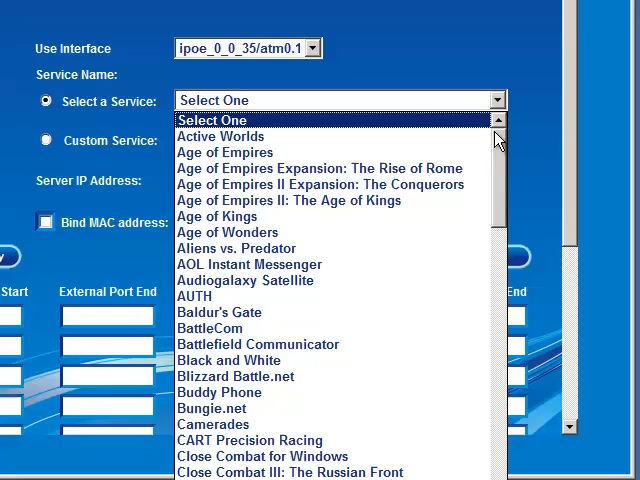 Use Interface
ipoe_0_0_35/atm0.1
Service Name:
Select a Service:
Select One
Select One
Active Worlds
Custom Service:
Age of Empires
Age of Empires Expansion: The Rise of Rome
Server IP Address:
Age of Empires II Expansion: The Conquerors
Age of Empires II: The Age of Kings
Bind MAC address:
Age of Kings
Age of Wonders
Aliens vs. Predator
y
AOL Instant Messenger
Audiogalaxy Satellite
Start
External Port End
AUTH
End
Baldur's Gate
BattleCom
Battlefield Communicator
Black and White
Blizzard Battle.net
Buddy Phone
Bungie.net
Camerades
CART Precision Racing
Close Combat for Windows
Close Combat III: The Russian Front